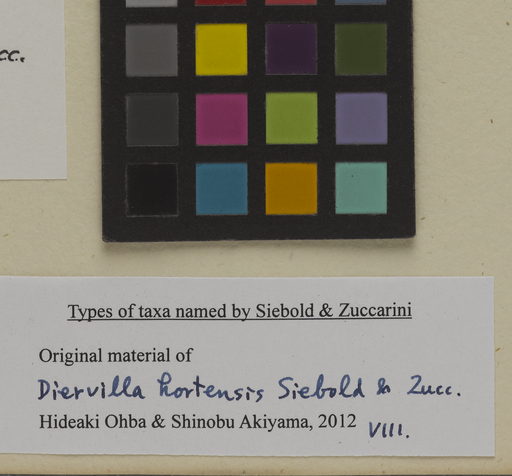 cc.
Types of taxa named by Siebold & Zuccarini
Original material of
Diervilla hortensis Siebold & Zucc.
Hideaki Ohba & Shinobu Akiyama, 2012 VIII.